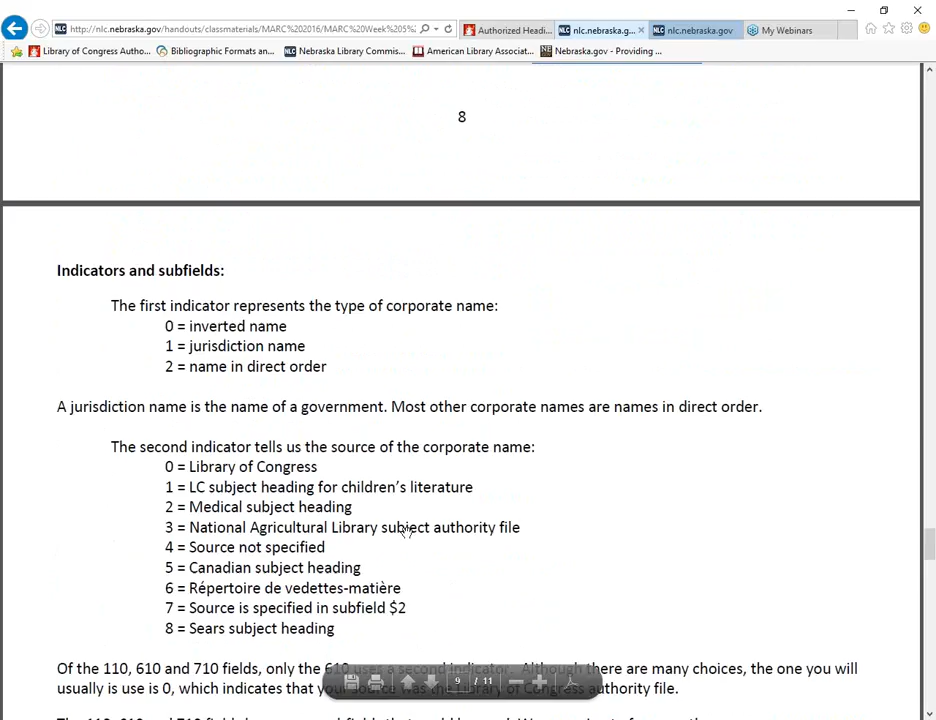 http://nlc.nebraska.gov/handouts/classmaterials/MARC%202016/MARC%20Week%205%
Authorized Headi...
nlc.nebraska.g...
nlc.nebraska.gov
My Webinars
Library of Congress Autho...
Bibliographic Formats an...
Nebraska Library Commis...
American Library Associat...
Nebraska.gov - Providing ...
8
Indicators and subfields:
The first indicator represents the type of corporate name:
0 = inverted name
1 = jurisdiction name
2 = name in direct order
A jurisdiction name is the name of a government. Most other corporate names are names in direct order.
The second indicator tells us the source of the corporate name:
0 = Library of Congress
1 = LC subject heading for children's literature
2 = Medical subject heading
3 = National Agricultural Library subject authority file
4 = Source not specified
5 = Canadian subject heading
6 = Répertoire de vedettes-matière
7 = Source is specified in subfield $2
8 = Sears subject heading
Of the 110, 610 and 710 fields, only the 610 uses a second indicator. Although there are many choices, the one you will
usually is use is 0, which indicates that your source was the Library of Congress authority file.
9 / 11